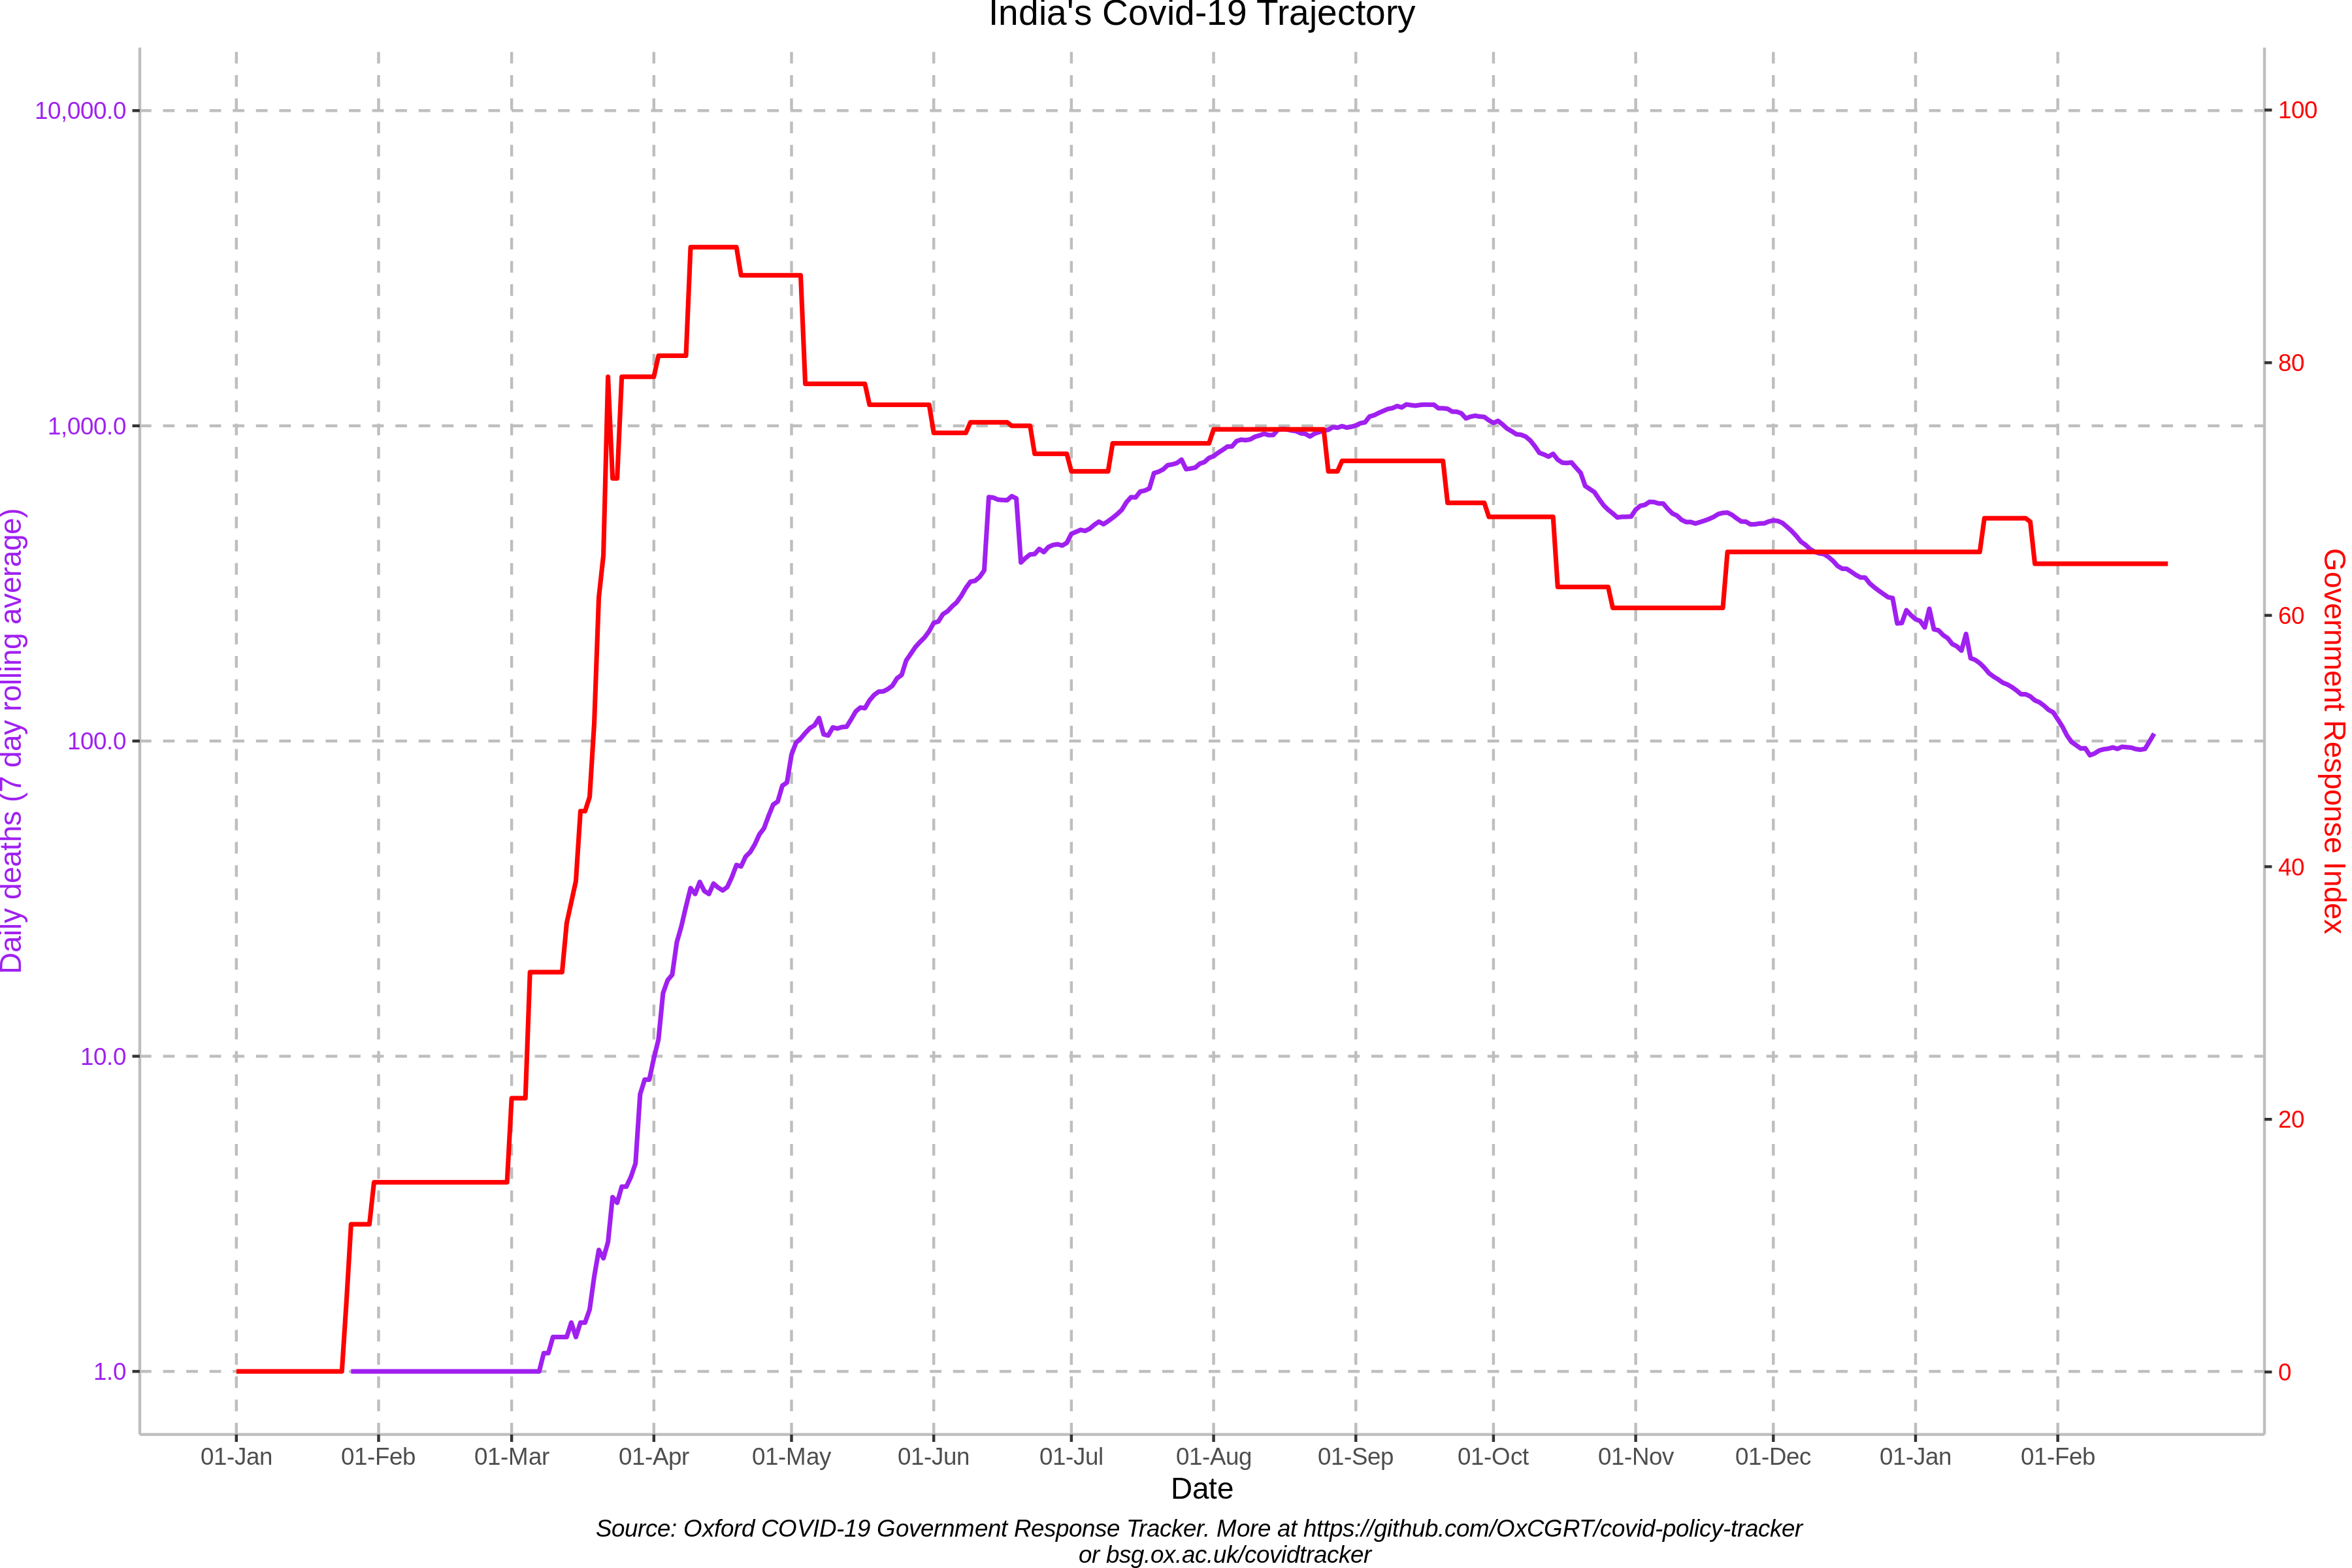 India's Covid-19 Trajectory
10,000.0
1,000.0
100.0
10.0
1.0
Daily deaths (7 day rolling average)
100
80
60
40
20
0
Government Response Index
01-Jan 01-Feb 01-Mar 01-Apr 01-May 01-Jun 01-Jul 01-Aug 01-Sep 01-Oct 01-Nov 01-Dec 01-Jan 01-Feb
Date
Source: Oxford COVID-19 Government Response Tracker. More at https://github.com/OxCGRT/covid-policy-tracker
or bsg.ox.ac.uk/covidtracker